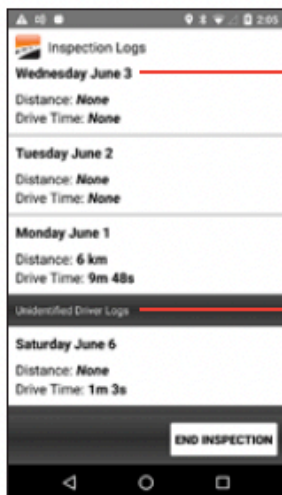 2:05
Inspection Logs
Wednesday June 3
Distance: None
Drive Time: None
Tuesday June 2
Distance: None
Drive Time: None
Monday June 1
Distance: 6 km
Drive Time: 9m 48s
Unidentified Driver Logs
Saturday June 6
Distance: None
Drive Time: 1m 3s
END INSPECTION